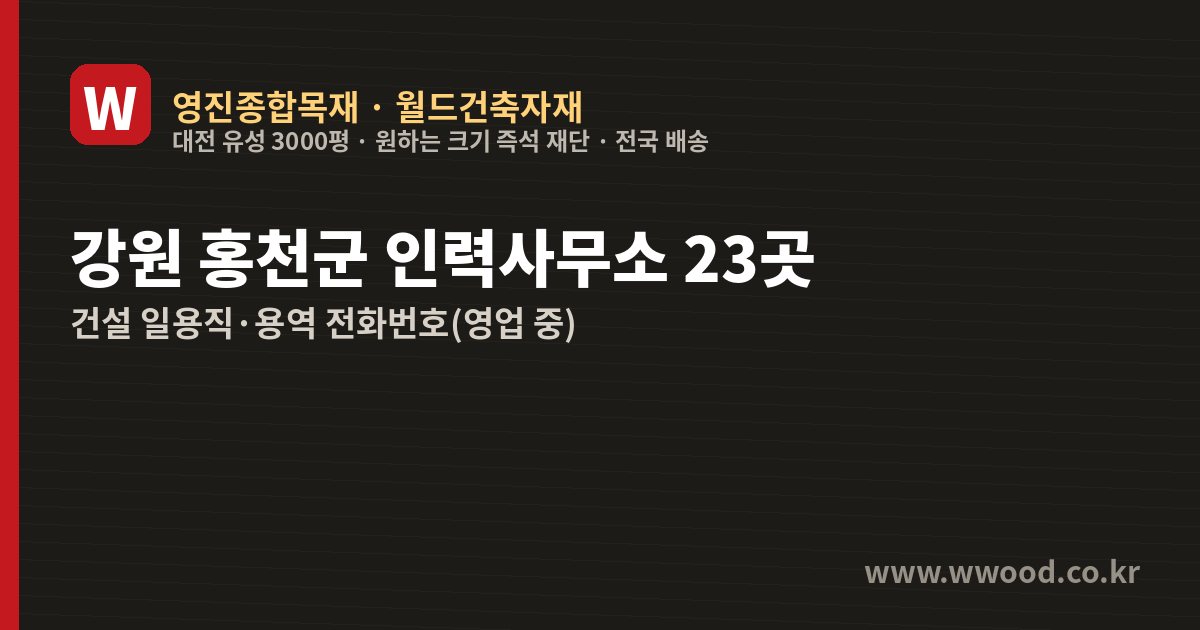 W
영진종합목재 · 월드건축자재
대전 유성 3000평 · 원하는 크기 즉석 재단 · 전국 배송
강원 홍천군 인력사무소 23곳
건설 일용직·용역 전화번호(영업 중)
www.wwood.co.kr